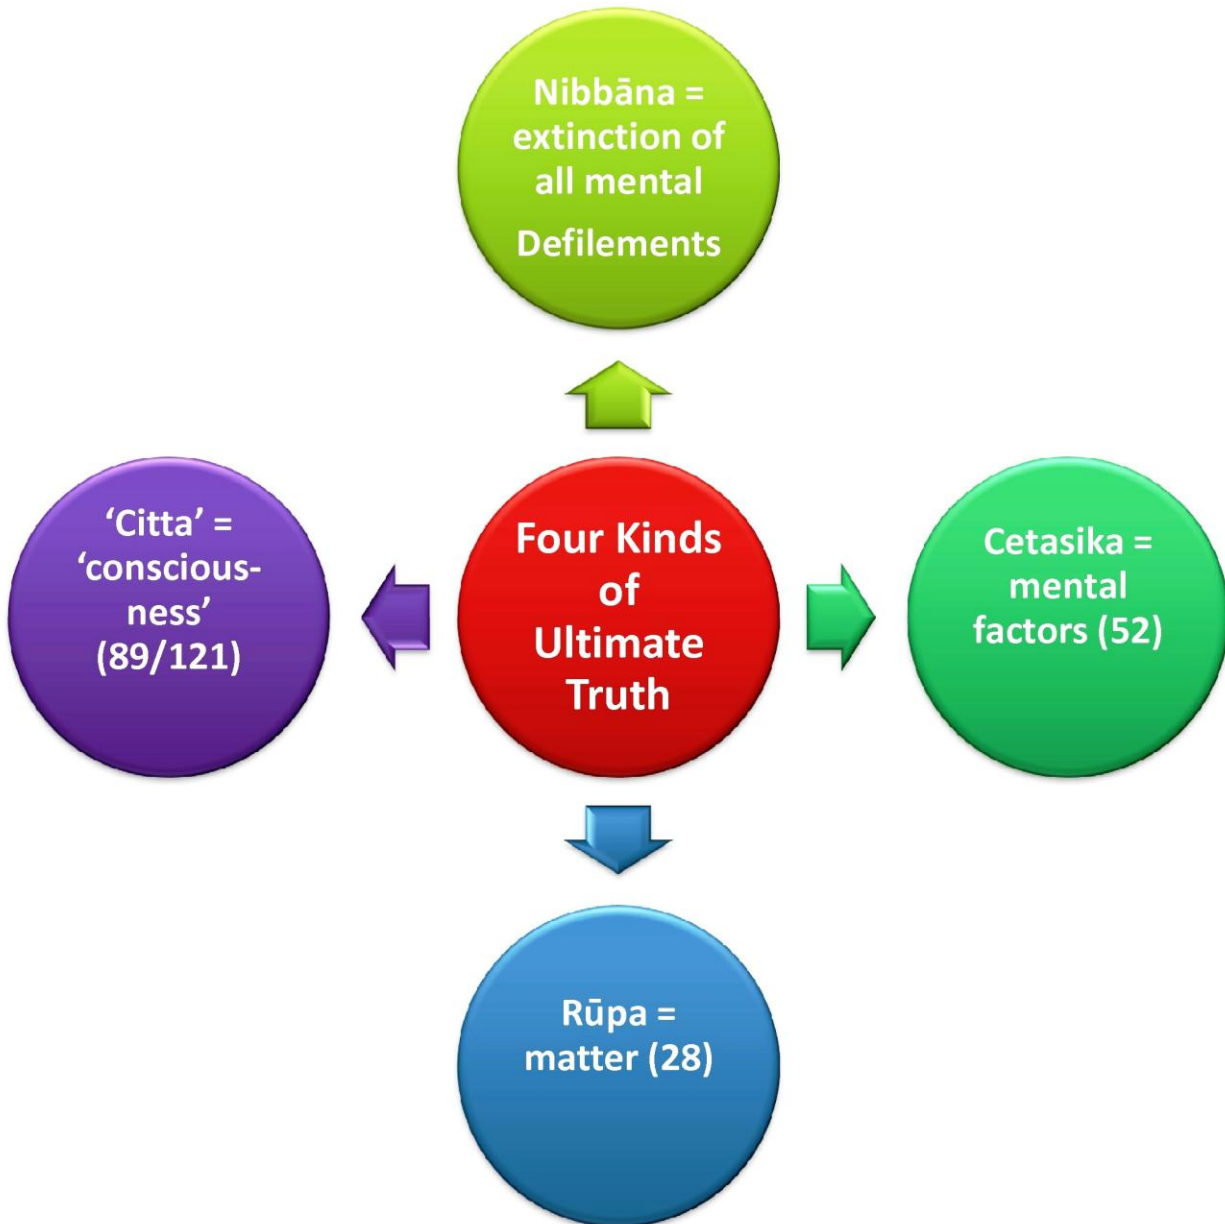 Nibbāna =
extinction of
all mental
Defilements
‘Citta’ =
‘conscious-
ness’
(89/121)
Four Kinds
of
Ultimate
Truth
Cetasika =
mental
factors (52)
Rūpa =
matter (28)